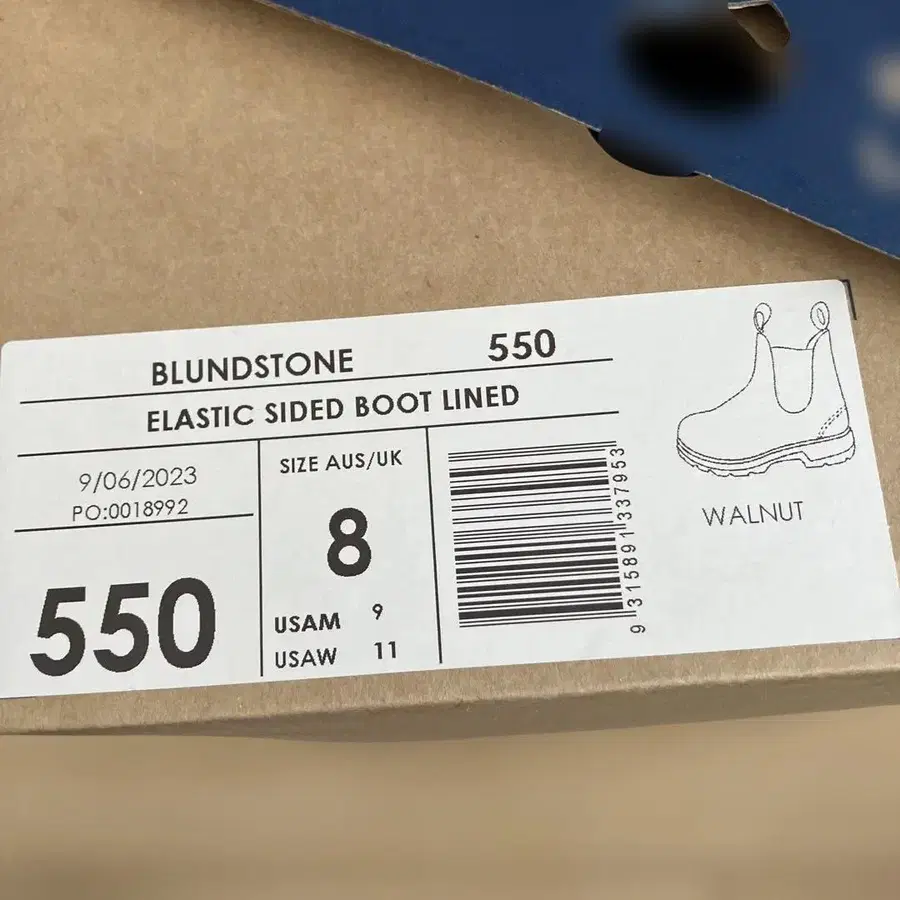 BLUNDSTONE 550
ELASTIC SIDED BOOT LINED
9/06/2023
PO:0018992
550
SIZE AUS/UK
8
USAM 9
USAW 11
9 315891 337953
WALNUT